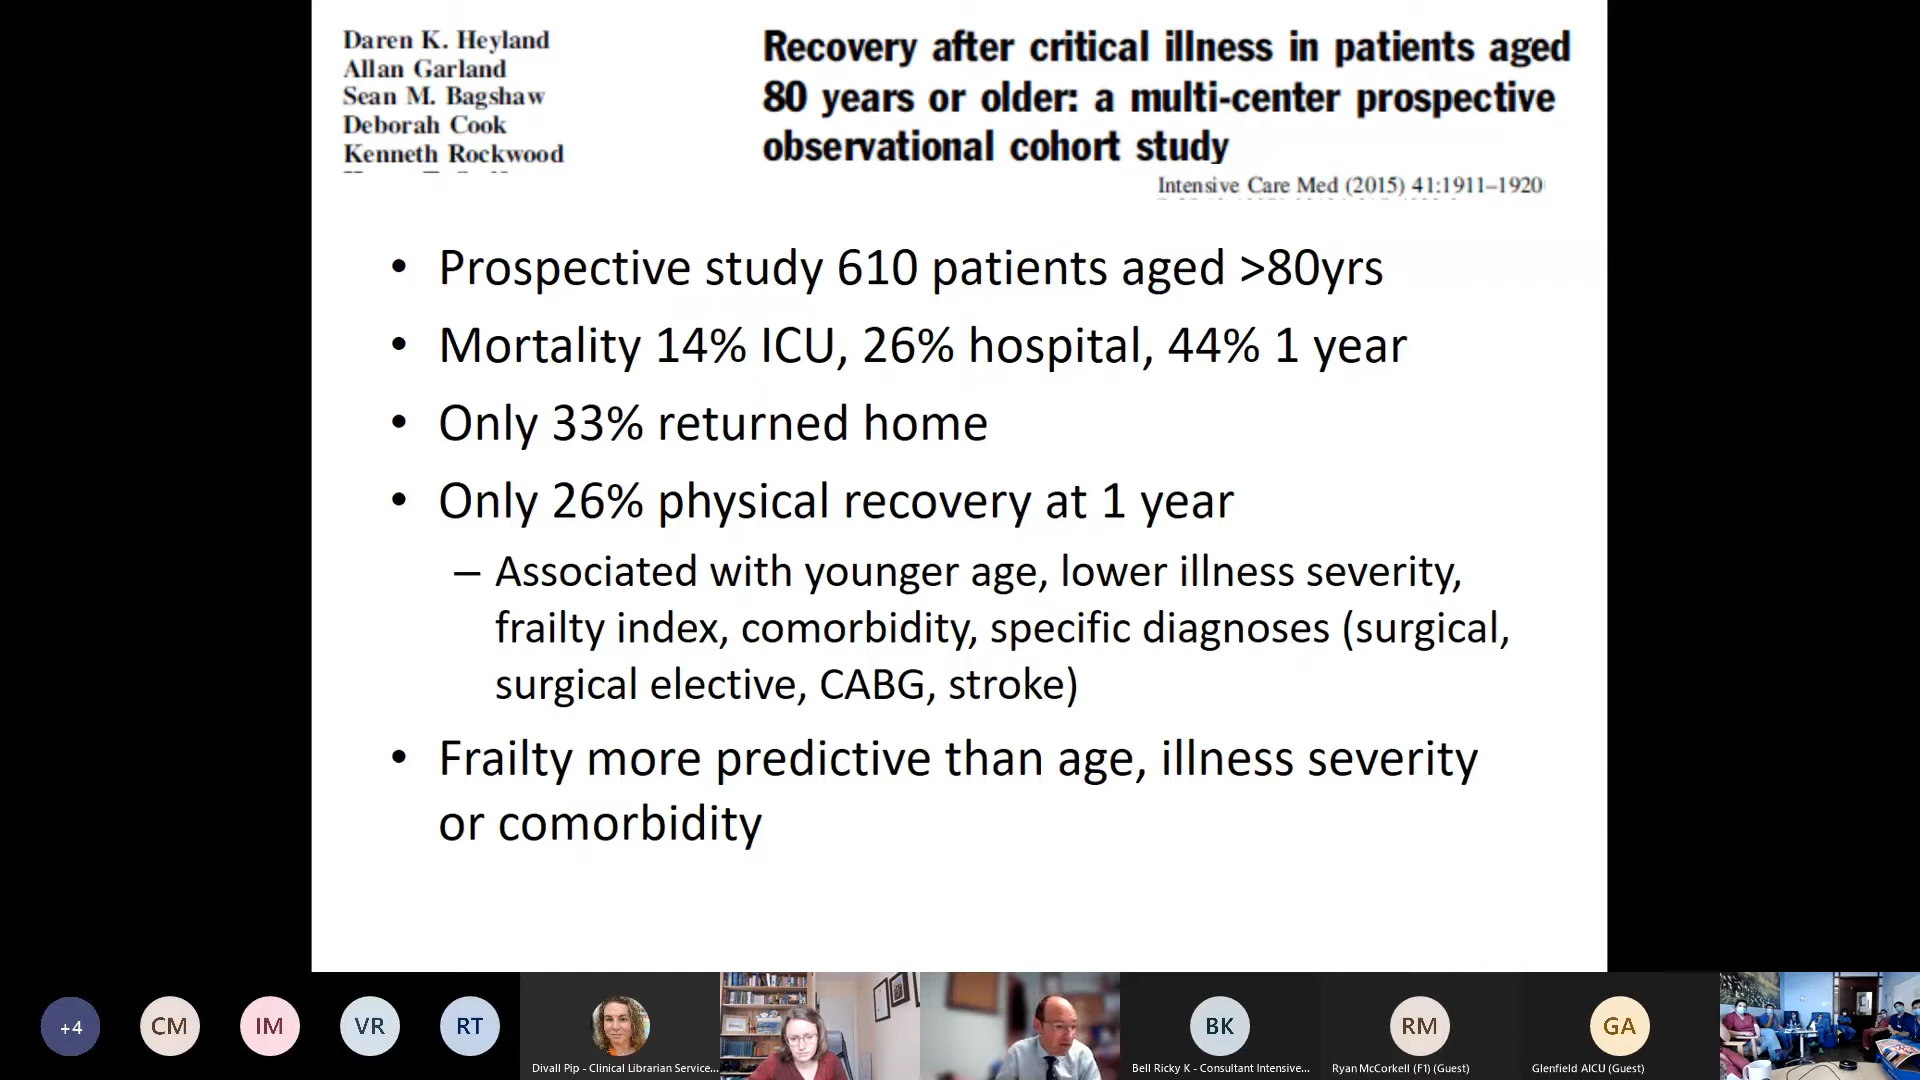 Daren K. Heyland
Allan Garland
Sean M. Bagshaw
Deborah Cook
Kenneth Rockwood
Recovery after critical illness in patients aged
80 years or older: a multi-center prospective
observational cohort study
Intensive Care Med (2015) 41:1911–1920
• Prospective study 610 patients aged >80yrs
• Mortality 14% ICU, 26% hospital, 44% 1 year
• Only 33% returned home
• Only 26% physical recovery at 1 year
– Associated with younger age, lower illness severity,
frailty index, comorbidity, specific diagnoses (surgical,
surgical elective, CABG, stroke)
• Frailty more predictive than age, illness severity
or comorbidity
+4
CM
IM
VR
RT
Divall Pip - Clinical Librarian Service...
BK
Bell Ricky K - Consultant Intensive...
RM
Ryan McCorkell (F1) (Guest)
GA
Glenfield AICU (Guest)